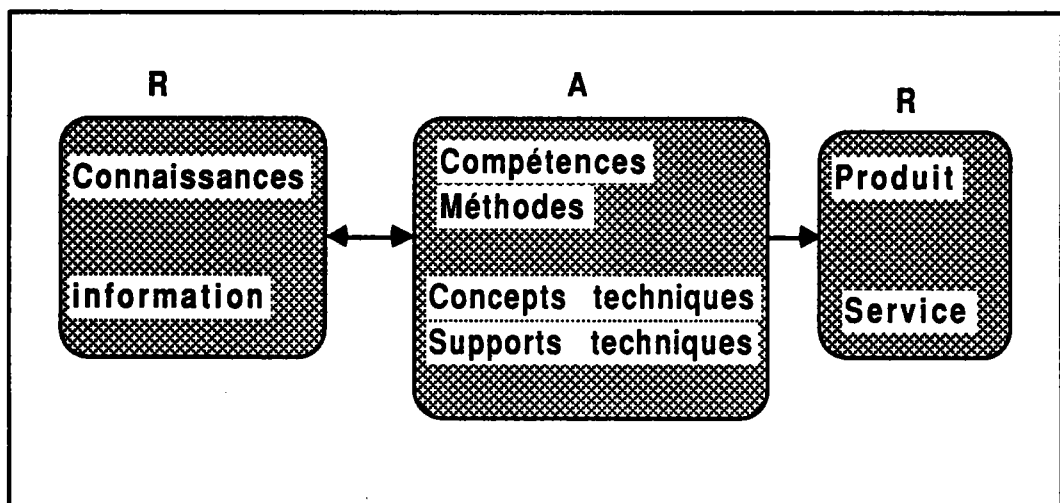 R
Connaissances
information
A
Compétences
Méthodes
Concepts techniques
Supports techniques
R
Produit
Service